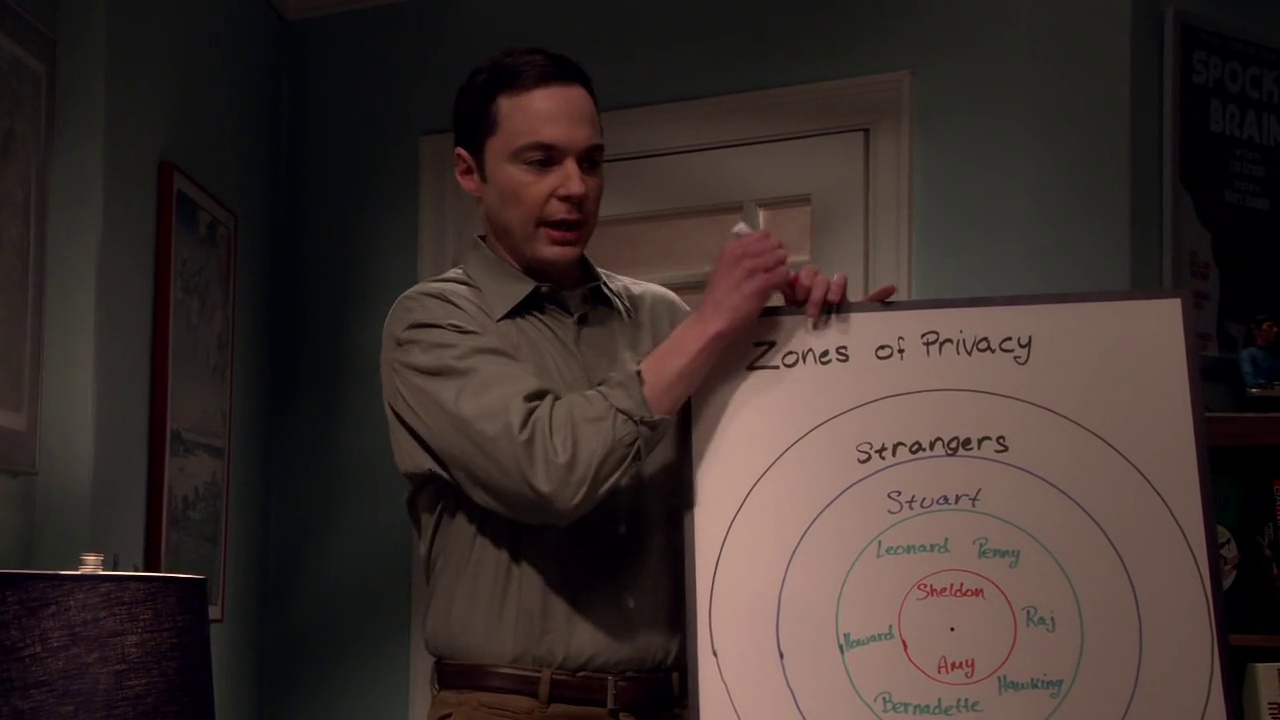 SPOCK
BRAIN
Zones of Privacy
Strangers
Stuart
Leonard Penny
Sheldon
Raj
Howard
Amy
Hawking
Bernadette